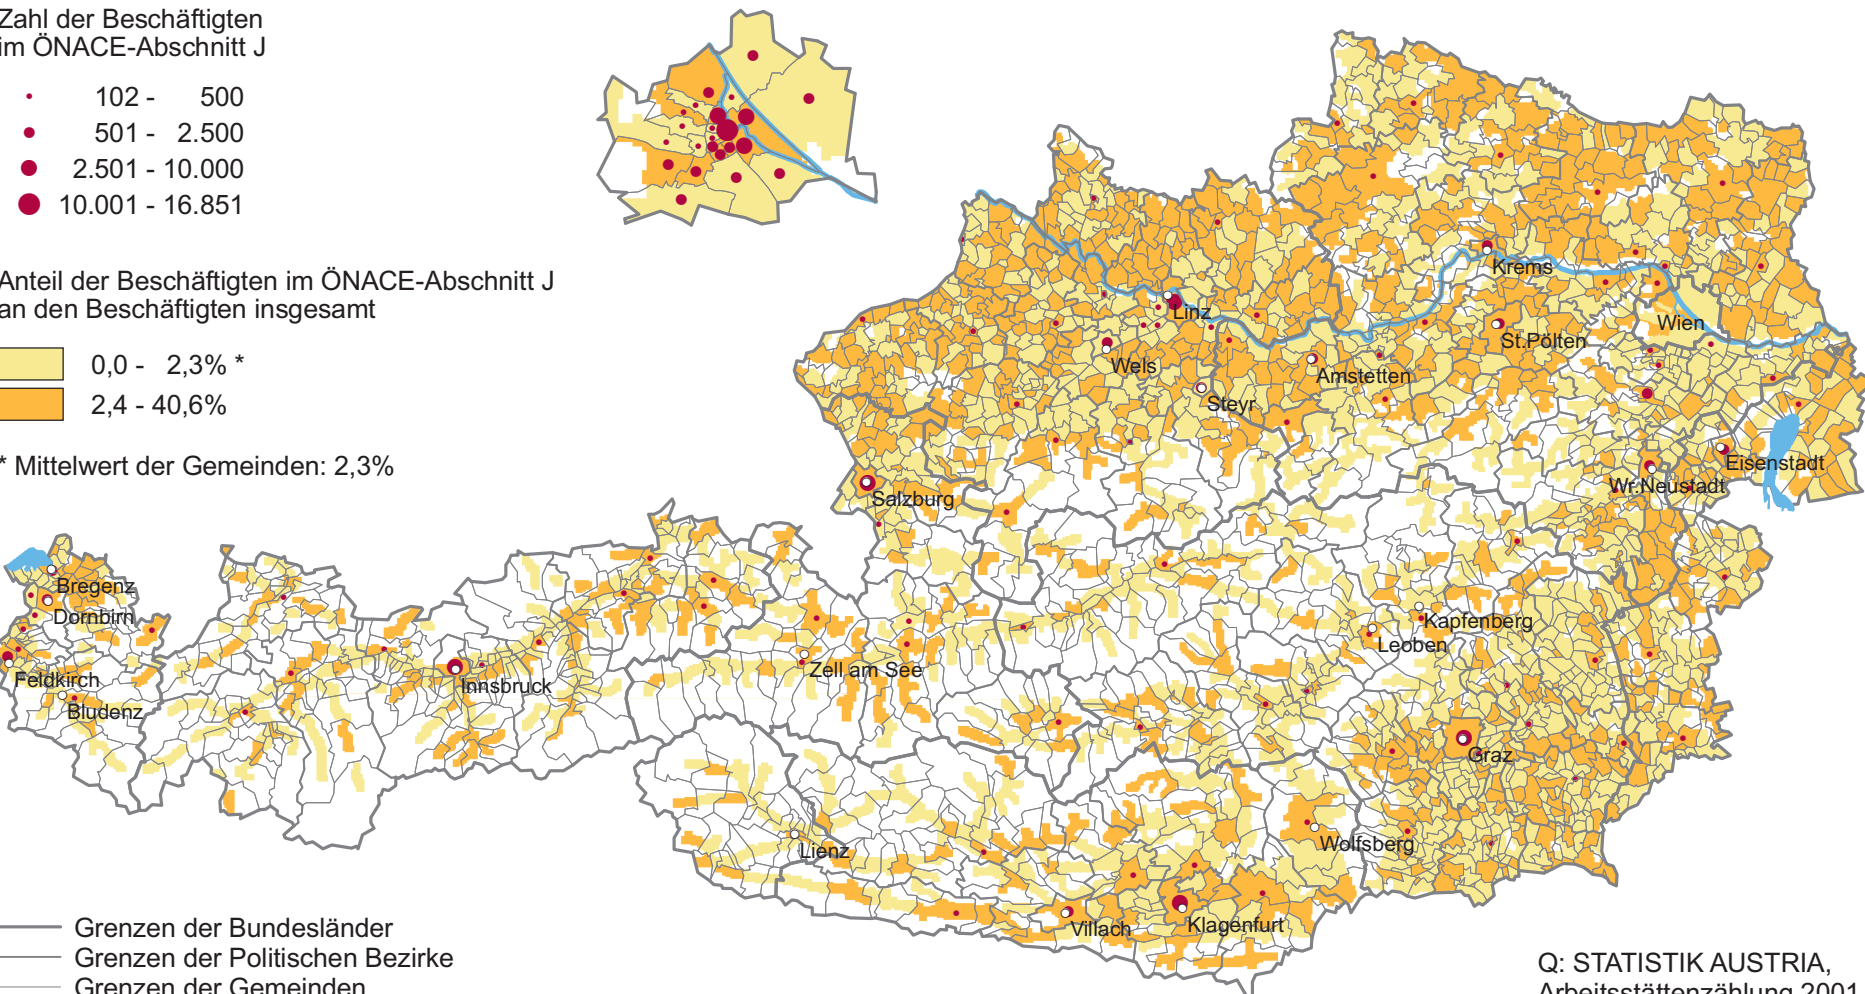 Zahl der Beschäftigten
im ÖNACE-Abschnitt J
102 - 500
501 - 2.500
2.501 - 10.000
10.001 - 16.851
Anteil der Beschäftigten im ÖNACE-Abschnitt J
an den Beschäftigten insgesamt
0,0 - 2,3% *
2,4 - 40,6%
* Mittelwert der Gemeinden: 2,3%
Krems
Linz
Wien
St.Pölten
Wels
Amstetten
Steyr
Eisenstadt
Wr.Neustadt
Salzburg
Bregenz
Dornbirn
Kapfenberg
Leoben
Zell am See
Feldkirch
Innsbruck
Bludenz
Graz
Wolfsberg
Lienz
Villach
Klagenfurt
Grenzen der Bundesländer
Grenzen der Politischen Bezirke
Grenzen der Gemeinden
Q: STATISTIK AUSTRIA,
Arbeitsstättenzählung 2001